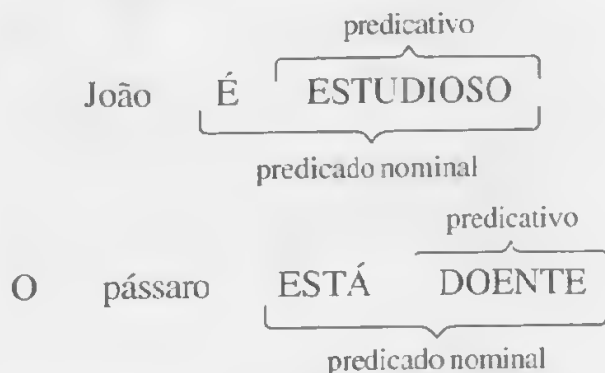 predicativo
João É ESTUDIOSO
predicado nominal
predicativo
O pássaro ESTÁ DOENTE
predicado nominal